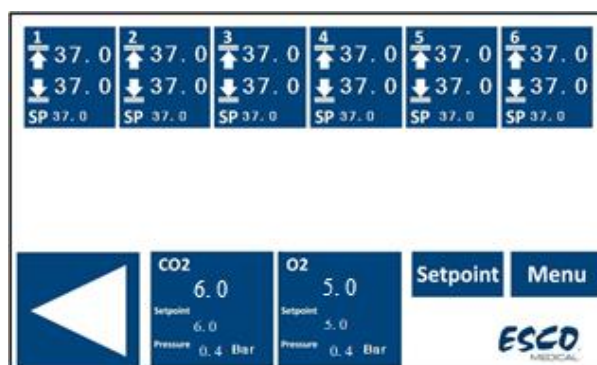 1 2 3 4 5 6
37.0 37.0 37.0 37.0 37.0 37.0
37.0 37.0 37.0 37.0 37.0 37.0
SP 37.0 SP 37.0 SP 37.0 SP 37.0 SP 37.0 SP 37.0
CO2
6.0
Setpoint
6.0
Pressure 0.4 Bar
O2
5.0
Setpoint
5.0
Pressure 0.4 Bar
Setpoint
Menu
ESCO
MEDICAL